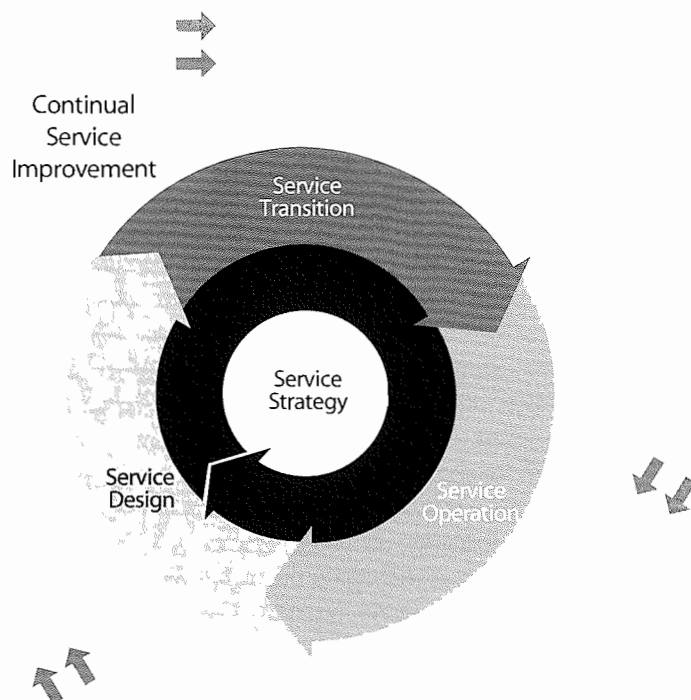 Continual
Service
Improvement
Service
Transition
Service
Strategy
Service
Design
Service
Operation